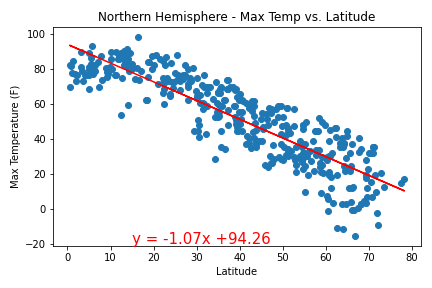 Northern Hemisphere - Max Temp vs. Latitude
100
80
60
40
20
0
−20
Max Temperature (F)
y = -1.07x +94.26
0 10 20 30 40 50 60 70 80
Latitude